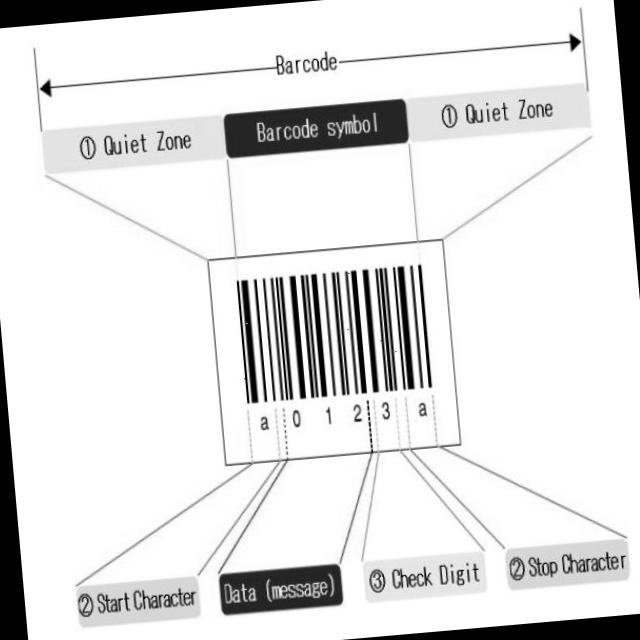 Barcode
① Quiet Zone Barcode symbol ① Quiet Zone
a 0 1 2 3 a
② Start Character Data (message) ③ Check Digit ② Stop Character